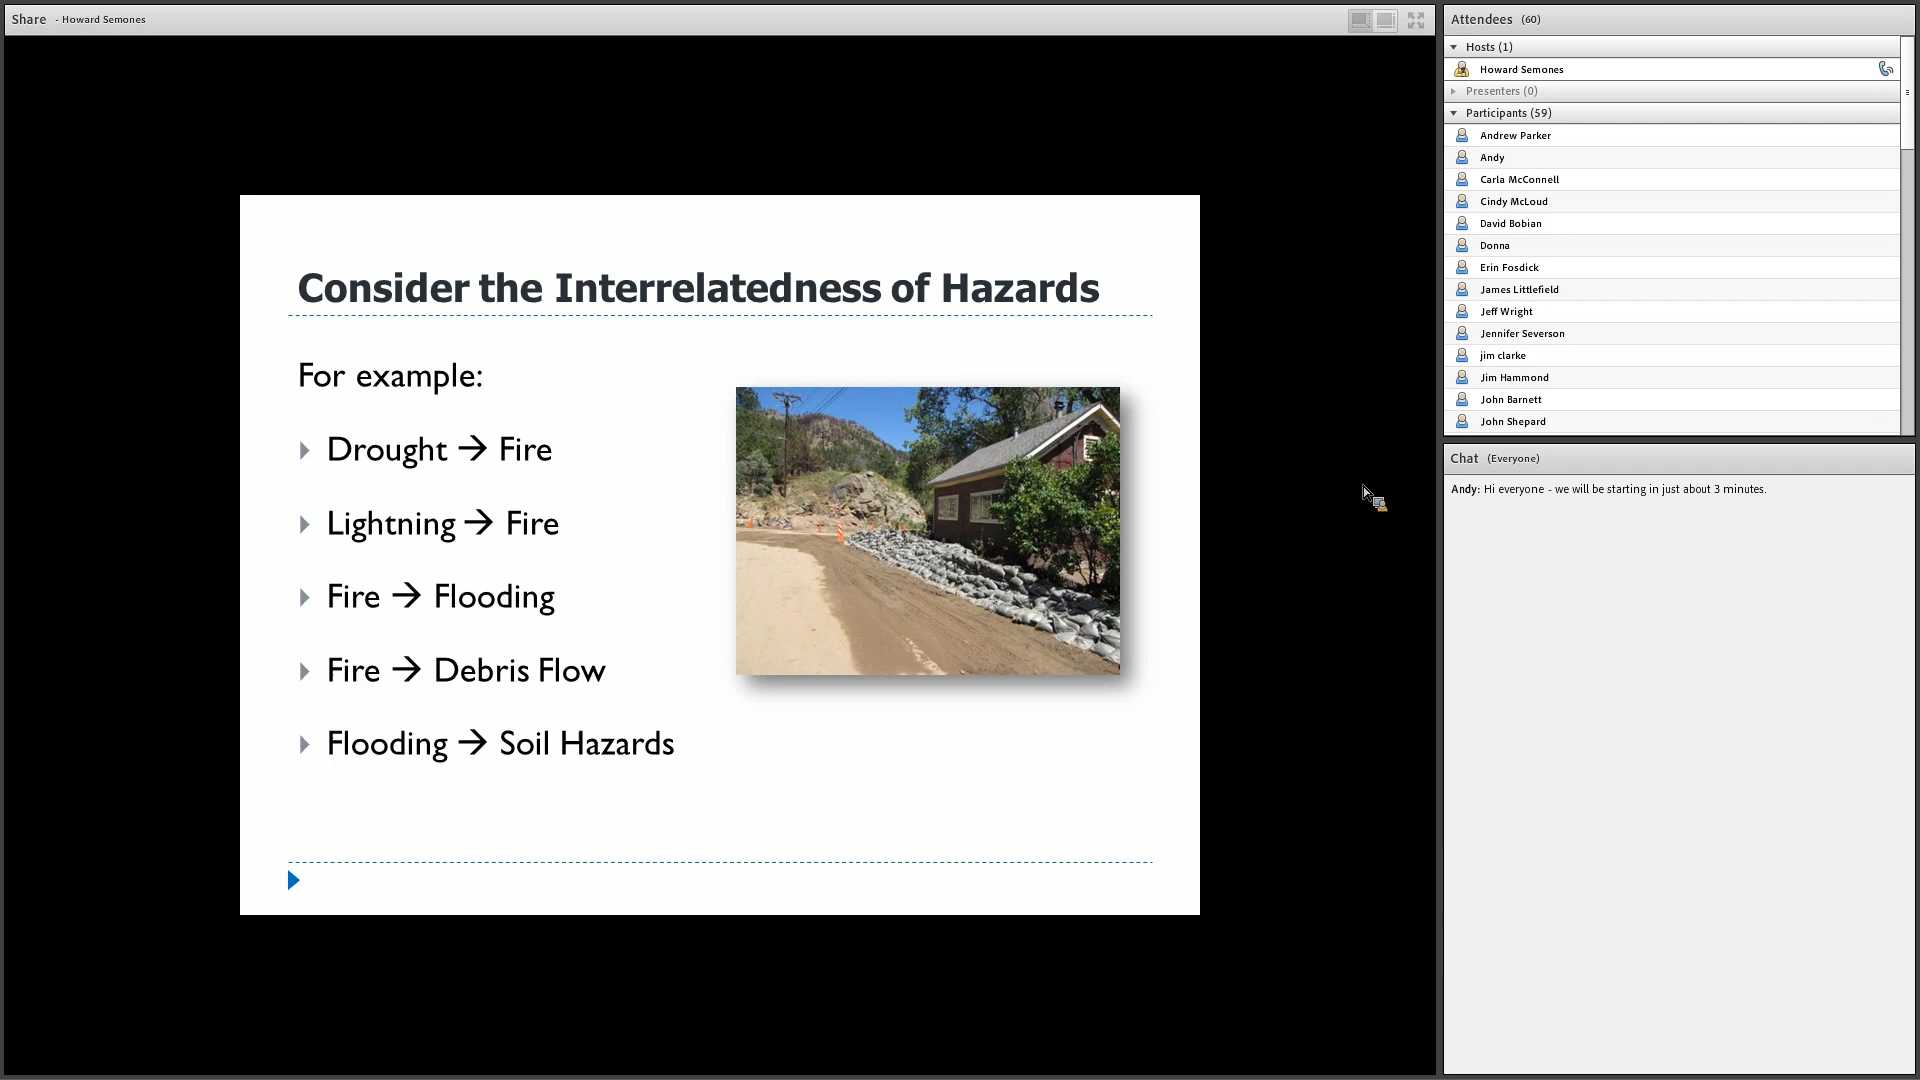 Share - Howard Semones
Consider the Interrelatedness of Hazards
For example:
Drought → Fire
Lightning → Fire
Fire → Flooding
Fire → Debris Flow
Flooding → Soil Hazards
Attendees (60)
Hosts (1)
Howard Semones
Presenters (0)
Participants (59)
Andrew Parker
Andy
Carla McConnell
Cindy McLoud
David Bobian
Donna
Erin Fosdick
James Littlefield
Jeff Wright
Jennifer Severson
jim clarke
Jim Hammond
John Barnett
John Shepard
Chat (Everyone)
Andy: Hi everyone - we will be starting in just about 3 minutes.